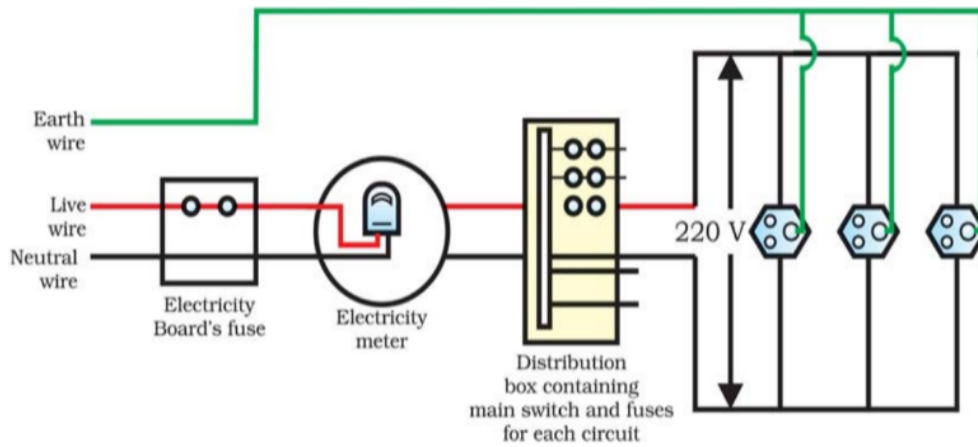 Earth
wire
Live
wire
Neutral
wire
Electricity
Board's fuse
Electricity
meter
Distribution
box containing
main switch and fuses
for each circuit
220 V